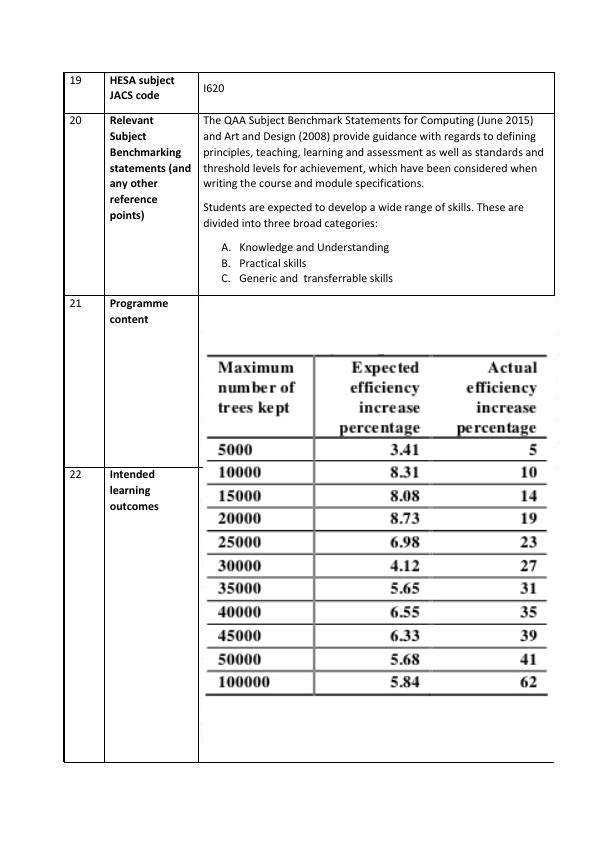 19
HESA subject
JACS code
I620
20
Relevant
Subject
Benchmarking
statements (and
any other
reference
points)
The QAA Subject Benchmark Statements for Computing (June 2015)
and Art and Design (2008) provide guidance with regards to defining
principles, teaching, learning and assessment as well as standards and
threshold levels for achievement, which have been considered when
writing the course and module specifications.
Students are expected to develop a wide range of skills. These are
divided into three broad categories:
A. Knowledge and Understanding
B. Practical skills
C. Generic and transferrable skills
21
Programme
content
22
Intended
learning
outcomes
Maximum number of trees kept Expected efficiency increase percentage Actual efficiency increase percentage
5000 3.41 5
10000 8.31 10
15000 8.08 14
20000 8.73 19
25000 6.98 23
30000 4.12 27
35000 5.65 31
40000 6.55 35
45000 6.33 39
50000 5.68 41
100000 5.84 62